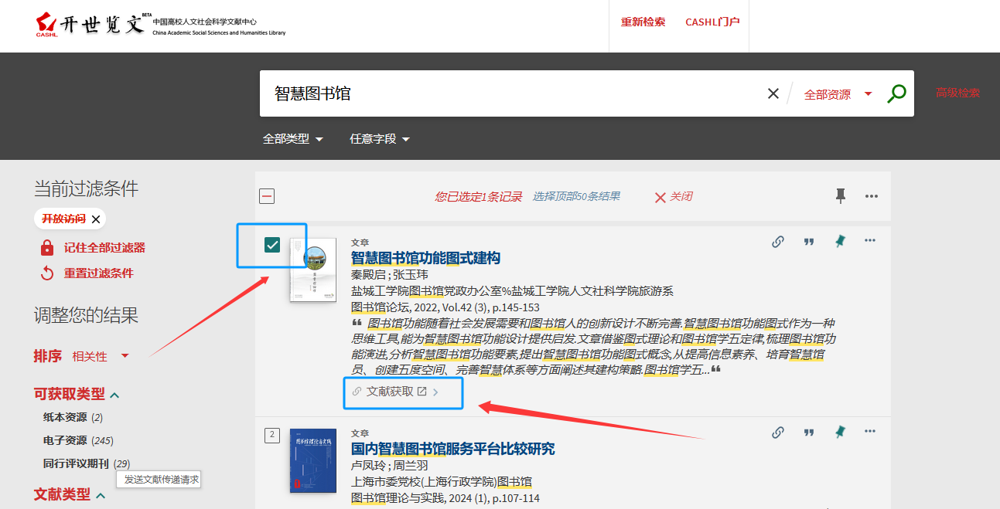 开世览文 BETA
CASHL
中国高校人文社会科学文献中心
China Academic Social Sciences and Humanities Library
重新检索 CASHL门户
智慧图书馆 全部资源 高级检索
全部类型 任意字段
当前过滤条件
开放访问
记住全部过滤器
重置过滤条件
调整您的结果
排序 相关性
可获取类型
纸本资源 (2)
电子资源 (245)
同行评议期刊 (29)
发送文献传递请求
文献类型
您已选定1条记录 选择顶部50条结果 关闭
文章
智慧图书馆功能图式建构
秦殿启 ; 张玉玮
盐城工学院图书馆党政办公室%盐城工学院人文社科学院旅游系
图书馆论坛, 2022, Vol.42 (3), p.145-153
图书馆功能随着社会发展需要和图书馆人的创新设计不断完善.智慧图书馆功能图式作为一种
思维工具,能为智慧图书馆功能设计提供启发.文章借鉴图式理论和图书馆学五定律,梳理图书馆功
能演进,分析智慧图书馆功能要素,提出智慧图书馆功能图式概念,从提高信息素养、培育智慧馆
员、创建五度空间、完善智慧体系等方面阐述其建构策略.图书馆学五...
文献获取
2
图书馆理论与实践
文章
国内智慧图书馆服务平台比较研究
卢凤玲 ; 周兰羽
上海市委党校(上海行政学院)图书馆
图书馆理论与实践, 2024 (1), p.107-114